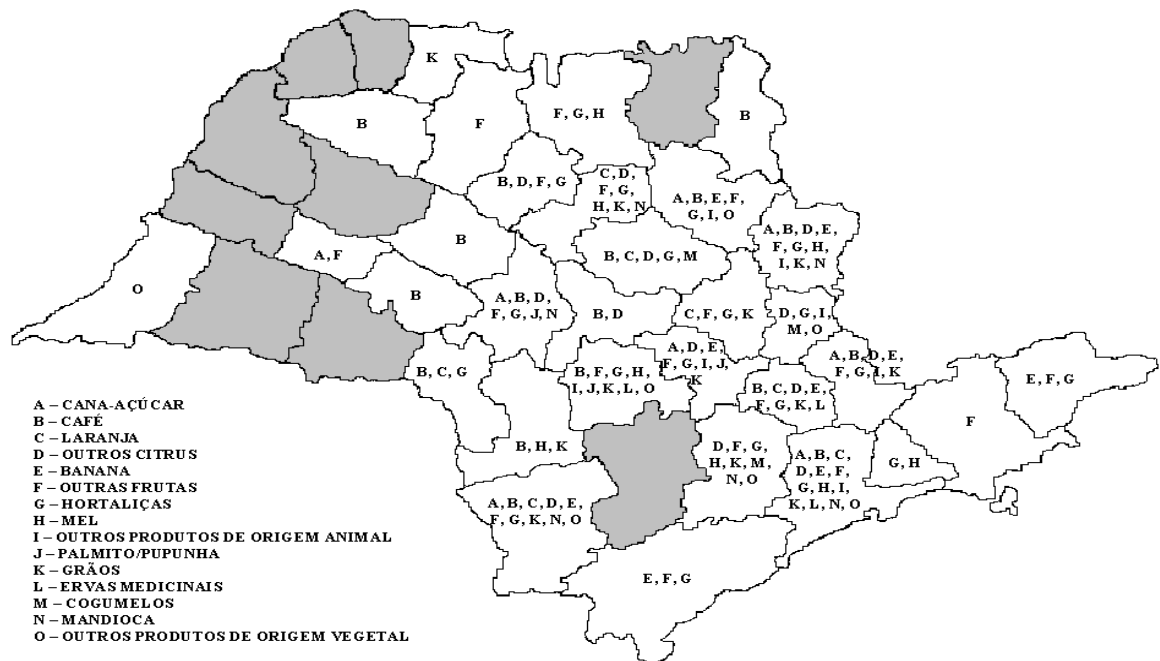 K
B
F
F, G, H
B
B, D, F, G
C, D,
F, G,
H, K, N
A, B, E, F,
G, I, O
A, B, D, E,
F, G, H,
I, K, N
O
A, F
B
B, C, D, G, M
B
A, B, D,
F, G, J, N
B, D
C, F, G, K
D, G, I,
M, O
B, C, G
B, F, G, H,
I, J, K, L, O
A, D, E,
F, G, I, J,
K
B, C, D, E,
F, G, K, L
A, B, D, E,
F, G, I, K
E, F, G
F
B, H, K
D, F, G,
H, K, M,
N, O
A, B, C,
D, E, F,
G, H, I,
K, L, N, O
G, H
A, B, C, D, E,
F, G, K, N, O
E, F, G
A – CANA-AÇÚCAR
B – CAFÉ
C – LARANJA
D – OUTROS CITRUS
E – BANANA
F – OUTRAS FRUTAS
G – HORTALIÇAS
H – MEL
I – OUTROS PRODUTOS DE ORIGEM ANIMAL
J – PALMITO/PUPUNHA
K – GRÃOS
L – ERVAS MEDICINAIS
M – COGUMELOS
N – MANDIOCA
O – OUTROS PRODUTOS DE ORIGEM VEGETAL